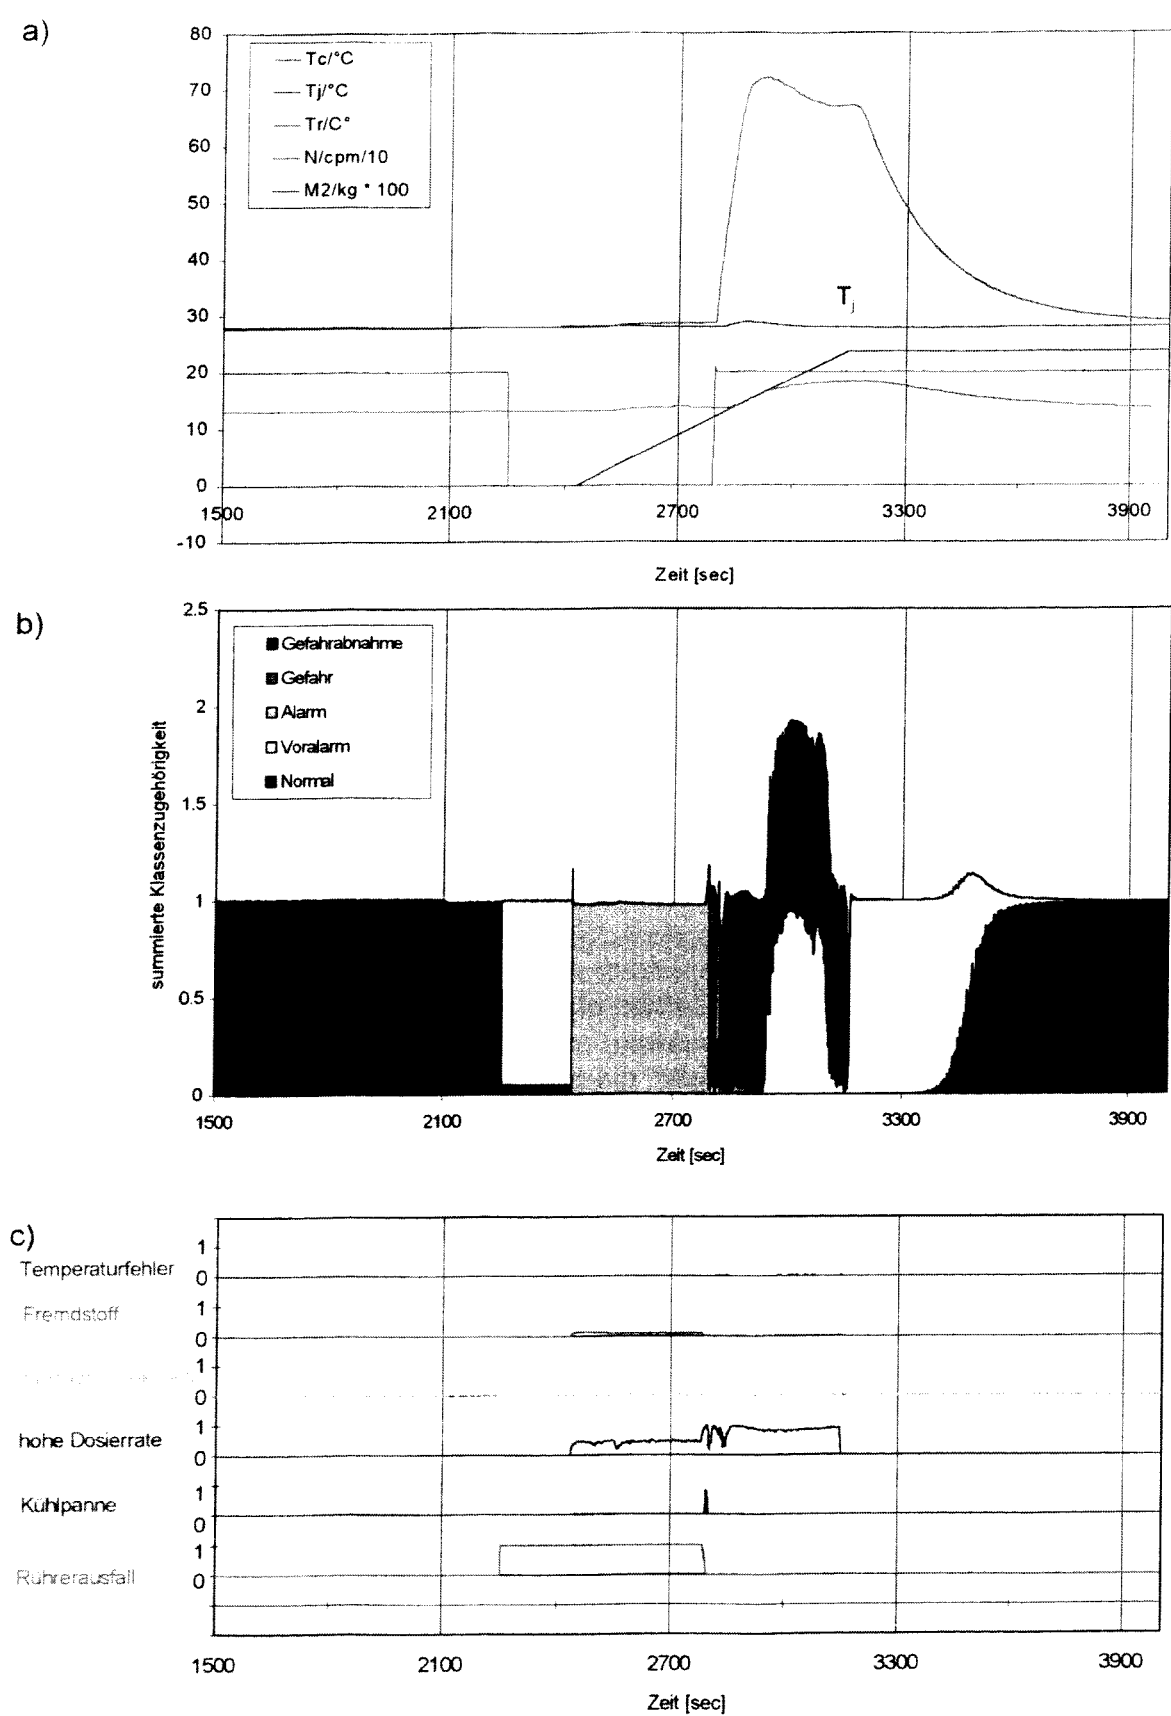 a)
80
70
60
50
40
30
20
10
0
-10
Tc/°C
Tj/°C
Tr/C°
N/cpm/10
M2/kg * 100
Tj
1500 2100 2700 3300 3900
Zeit [sec]
b)
summierte Klassenzugehörigkeit
2.5
2
1.5
1
0.5
0
Gefahrabnahme
Gefahr
Alarm
Voralarm
Normal
1500 2100 2700 3300 3900
Zeit [sec]
c)
1
Temperaturfehler 0
Fremdstoff 1
0
1
0
hohe Dosierrate 1
0
Kühlpanne 1
0
1
Rührerausfall 0
1500 2100 2700 3300 3900
Zeit [sec]